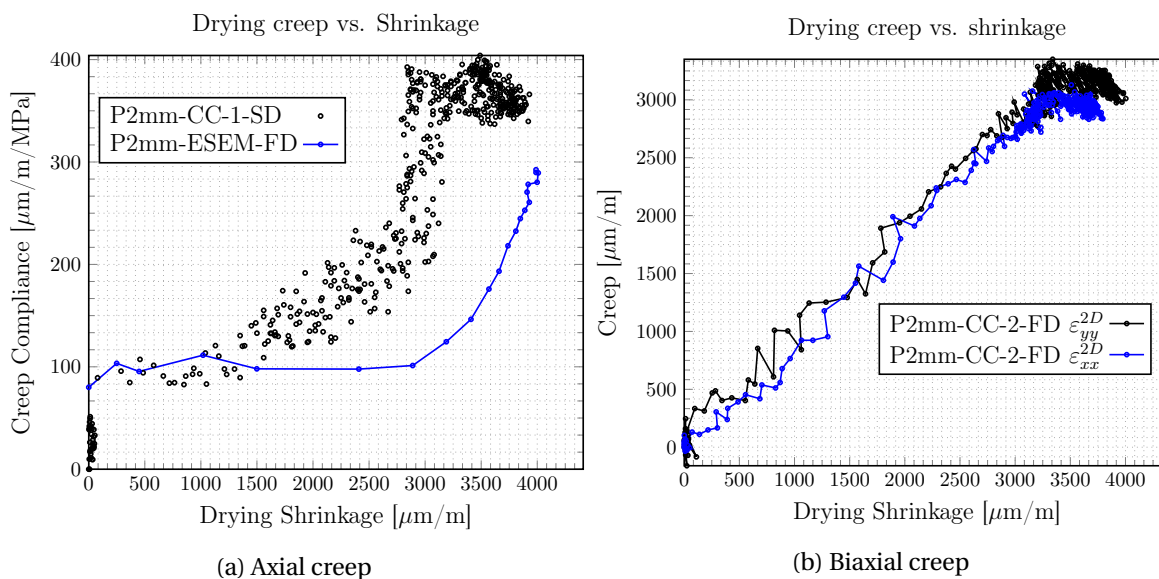 Drying creep vs. Shrinkage
400
300
200
100
0
Creep Compliance [μm/m/MPa]
P2mm-CC-1-SD
P2mm-ESEM-FD
0 500 1000 1500 2000 2500 3000 3500 4000
Drying Shrinkage [μm/m]
(a) Axial creep
Drying creep vs. shrinkage
3000
2500
2000
1500
1000
500
0
Creep [μm/m]
P2mm-CC-2-FD ε_{yy}^{2D}
P2mm-CC-2-FD ε_{xx}^{2D}
0 500 1000 1500 2000 2500 3000 3500 4000
Drying Shrinkage [μm/m]
(b) Biaxial creep